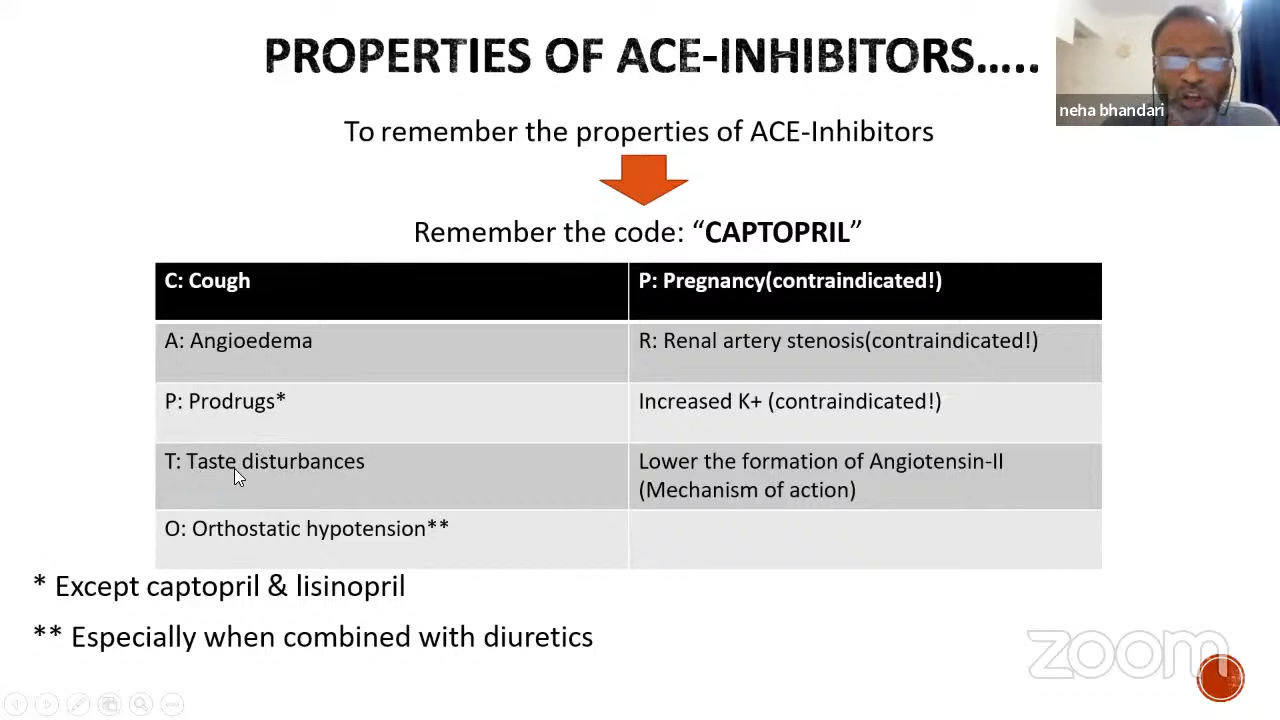 PROPERTIES OF ACE-INHIBITORS…..
neha bhandari
To remember the properties of ACE-Inhibitors
Remember the code: “CAPTOPRIL”
C: Cough
P: Pregnancy(contraindicated!)
A: Angioedema
R: Renal artery stenosis(contraindicated!)
P: Prodrugs*
Increased K+ (contraindicated!)
T: Taste disturbances
Lower the formation of Angiotensin-II
(Mechanism of action)
O: Orthostatic hypotension**
* Except captopril & lisinopril
** Especially when combined with diuretics
zoom